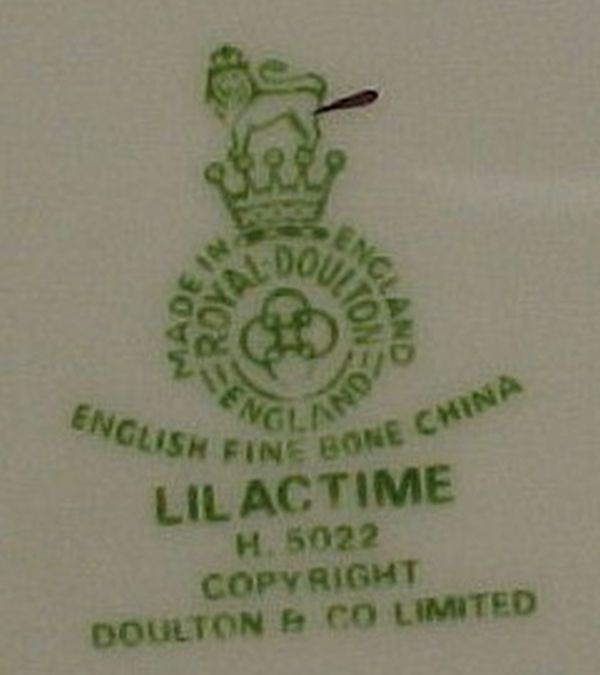 MADE IN ENGLAND
ROYAL·DOULTON
ENGLAND
ENGLISH FINE BONE CHINA
LILACTIME
H. 5022
COPYRIGHT
DOULTON & CO LIMITED